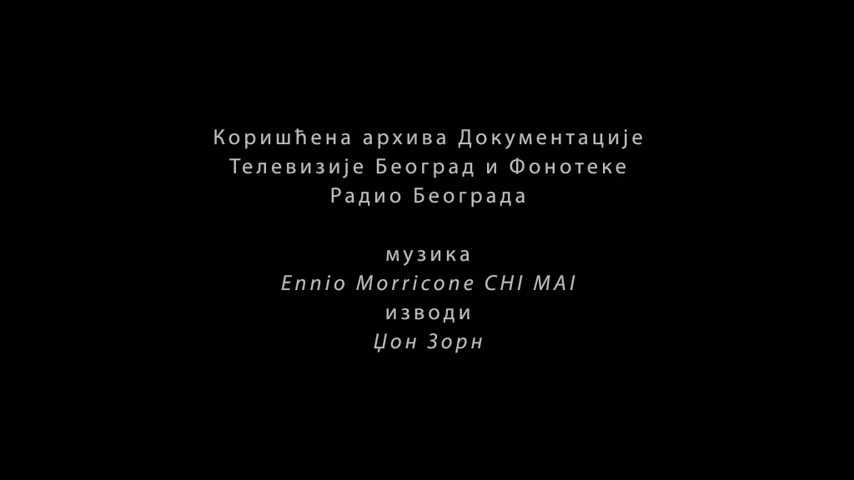 Коришћена архива Документације
Телевизије Београд и Фонотеке
Радио Београда
музика
Ennio Morricone CHI MAI
изводи
Џон Зорн